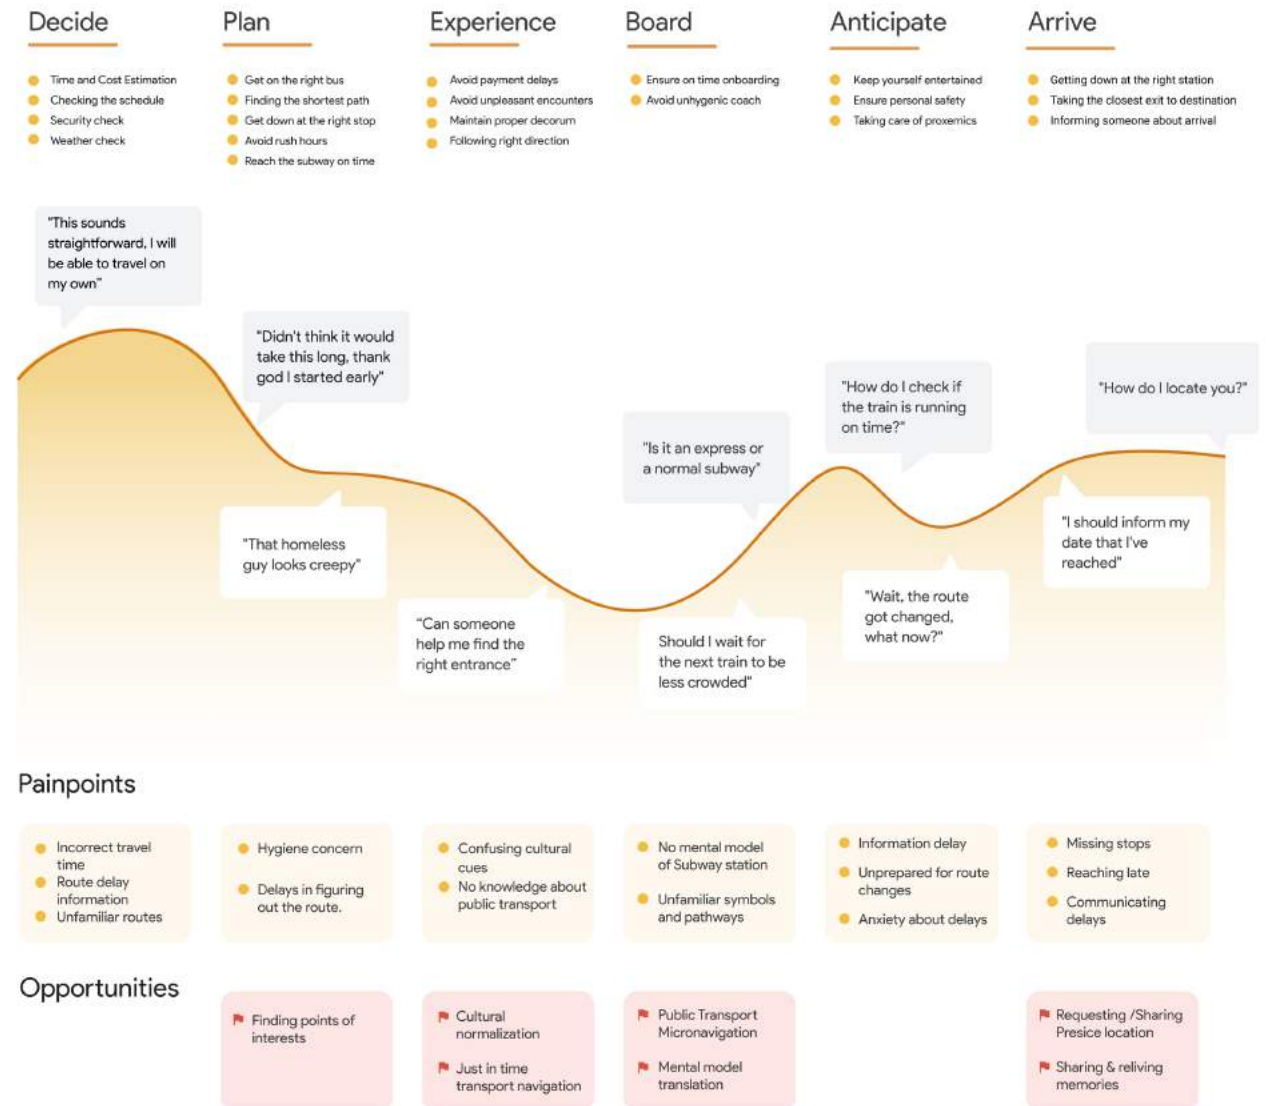 Decide
Time and Cost Estimation
Checking the schedule
Security check
Weather check
Plan
Get on the right bus
Finding the shortest path
Get down at the right stop
Avoid rush hours
Reach the subway on time
Experience
Avoid payment delays
Avoid unpleasant encounters
Maintain proper decorum
Following right direction
Board
Ensure on time onboarding
Avoid unhygenic coach
Anticipate
Keep yourself entertained
Ensure personal safety
Taking care of proxemics
Arrive
Getting down at the right station
Taking the closest exit to destination
Informing someone about arrival
"This sounds
straightforward, I will
be able to travel on
my own"
"Didn't think it would
take this long, thank
god I started early"
"That homeless
guy looks creepy"
"Can someone
help me find the
right entrance"
"Is it an express or
a normal subway"
Should I wait for
the next train to be
less crowded"
"How do I check if
the train is running
on time?"
"Wait, the route
got changed,
what now?"
"How do I locate you?"
"I should inform my
date that I've
reached"
Painpoints
Incorrect travel
time
Route delay
information
Unfamiliar routes
Hygiene concern
Delays in figuring
out the route.
Confusing cultural
cues
No knowledge about
public transport
No mental model
of Subway station
Unfamiliar symbols
and pathways
Information delay
Unprepared for route
changes
Anxiety about delays
Missing stops
Reaching late
Communicating
delays
Opportunities
Finding points of
interests
Cultural
normalization
Just in time
transport navigation
Public Transport
Micronavigation
Mental model
translation
Requesting /Sharing
Presice location
Sharing & reliving
memories